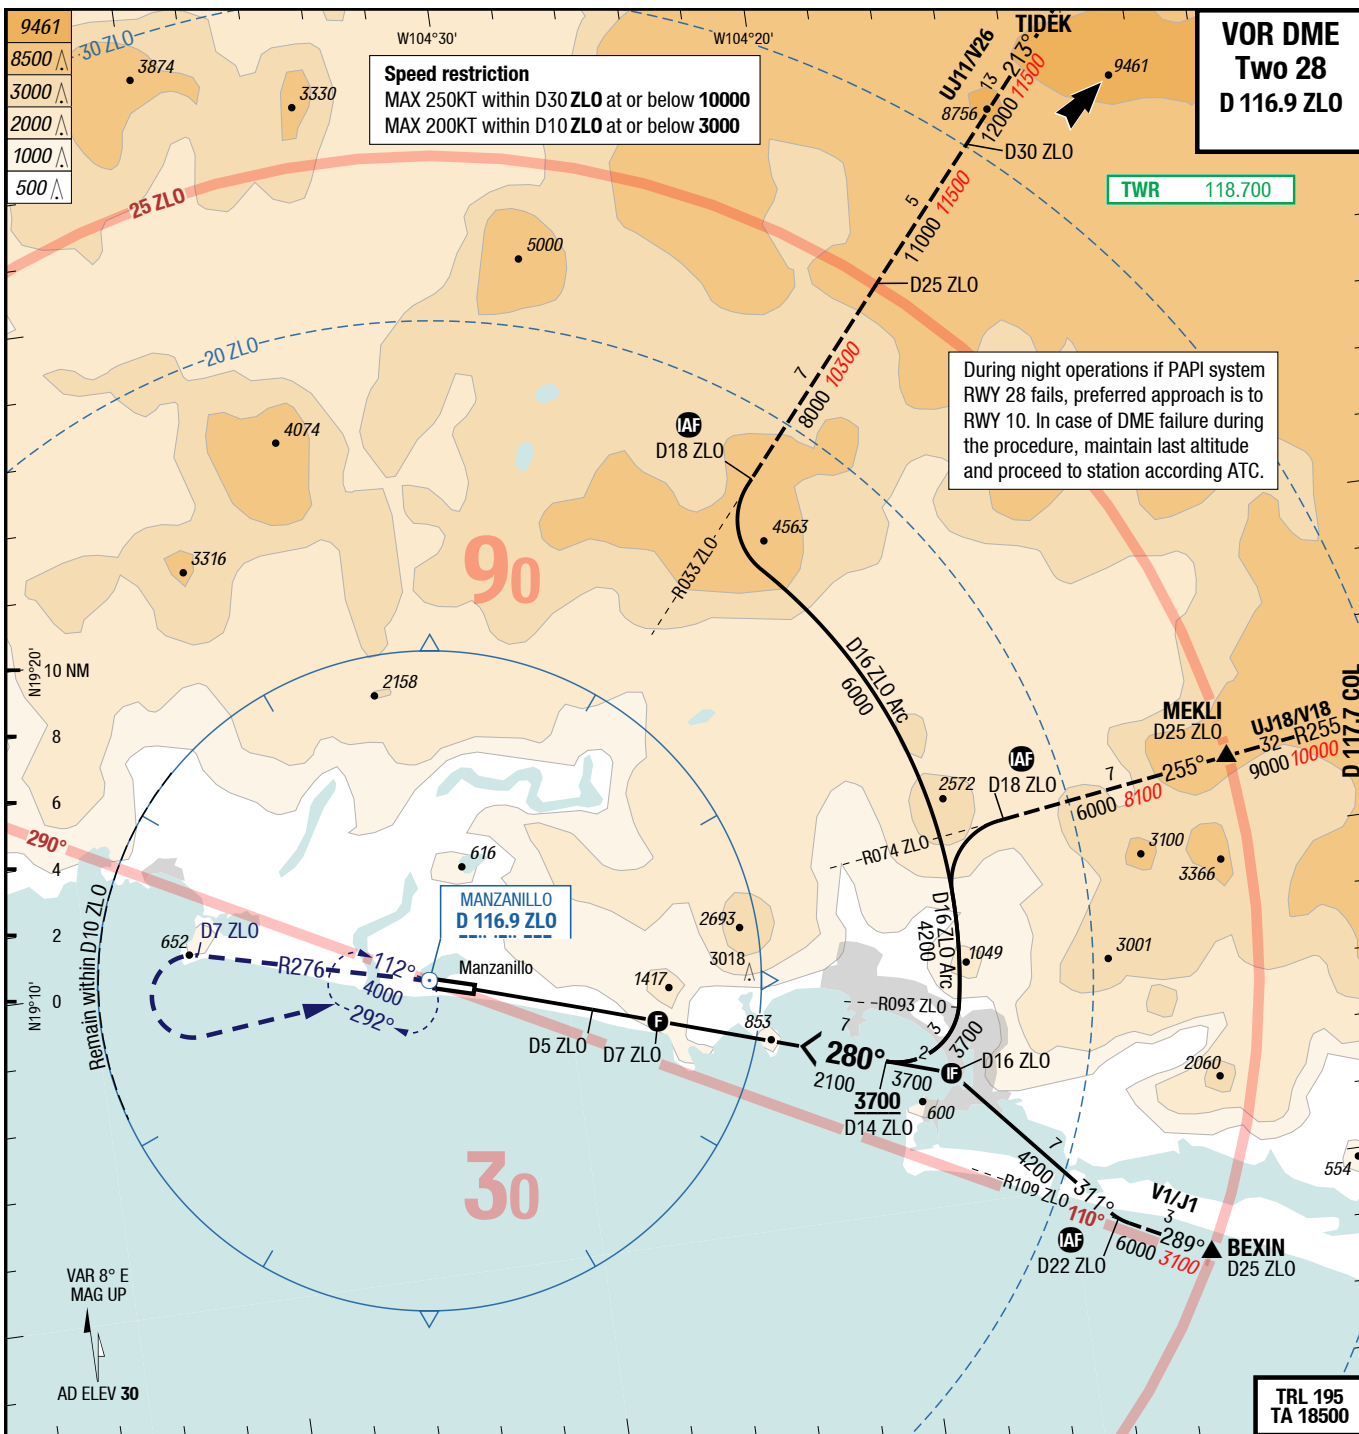 9461
8500
3000
2000
1000
500
30 ZLO
3874
3330
W104°30'
W104°20'
Speed restriction
MAX 250KT within D30 ZLO at or below 10000
MAX 200KT within D10 ZLO at or below 3000
TIDEK
UJ11/V26
13
213°
12000
11500
8756
9461
D30 ZLO
VOR DME
Two 28
D 116.9 ZLO
TWR 118.700
25 ZLO
5000
5
11000
11500
D25 ZLO
20 ZLO
7
8000
10300
During night operations if PAPI system
RWY 28 fails, preferred approach is to
RWY 10. In case of DME failure during
the procedure, maintain last altitude
and proceed to station according ATC.
4074
IAF
D18 ZLO
4563
R033 ZLO
3316
90
N19°20'
10 NM
8
6
4
2
0
N19°10'
2158
D16 ZLO Arc
6000
MEKLI
D25 ZLO
UJ18/V18
32
R255
9000
10000
D 117.7 COL
IAF
D18 ZLO
7
255°
6000
8100
2572
R074 ZLO
3100
3366
290°
616
MANZANILLO
D 116.9 ZLO
Manzanillo
Remain within D10 ZLO
652
D7 ZLO
R276
112°
4000
292°
2693
3018
1417
D16 ZLO Arc
4200
1049
3001
R093 ZLO
853
F
D5 ZLO
D7 ZLO
7
280°
2100
2
3
3700
3700
IF
D16 ZLO
3700
D14 ZLO
600
2060
30
7
4200
311°
R109 ZLO
110°
V1/J1
3
289°
6000
3100
IAF
D22 ZLO
BEXIN
D25 ZLO
554
VAR 8° E
MAG UP
AD ELEV 30
TRL 195
TA 18500